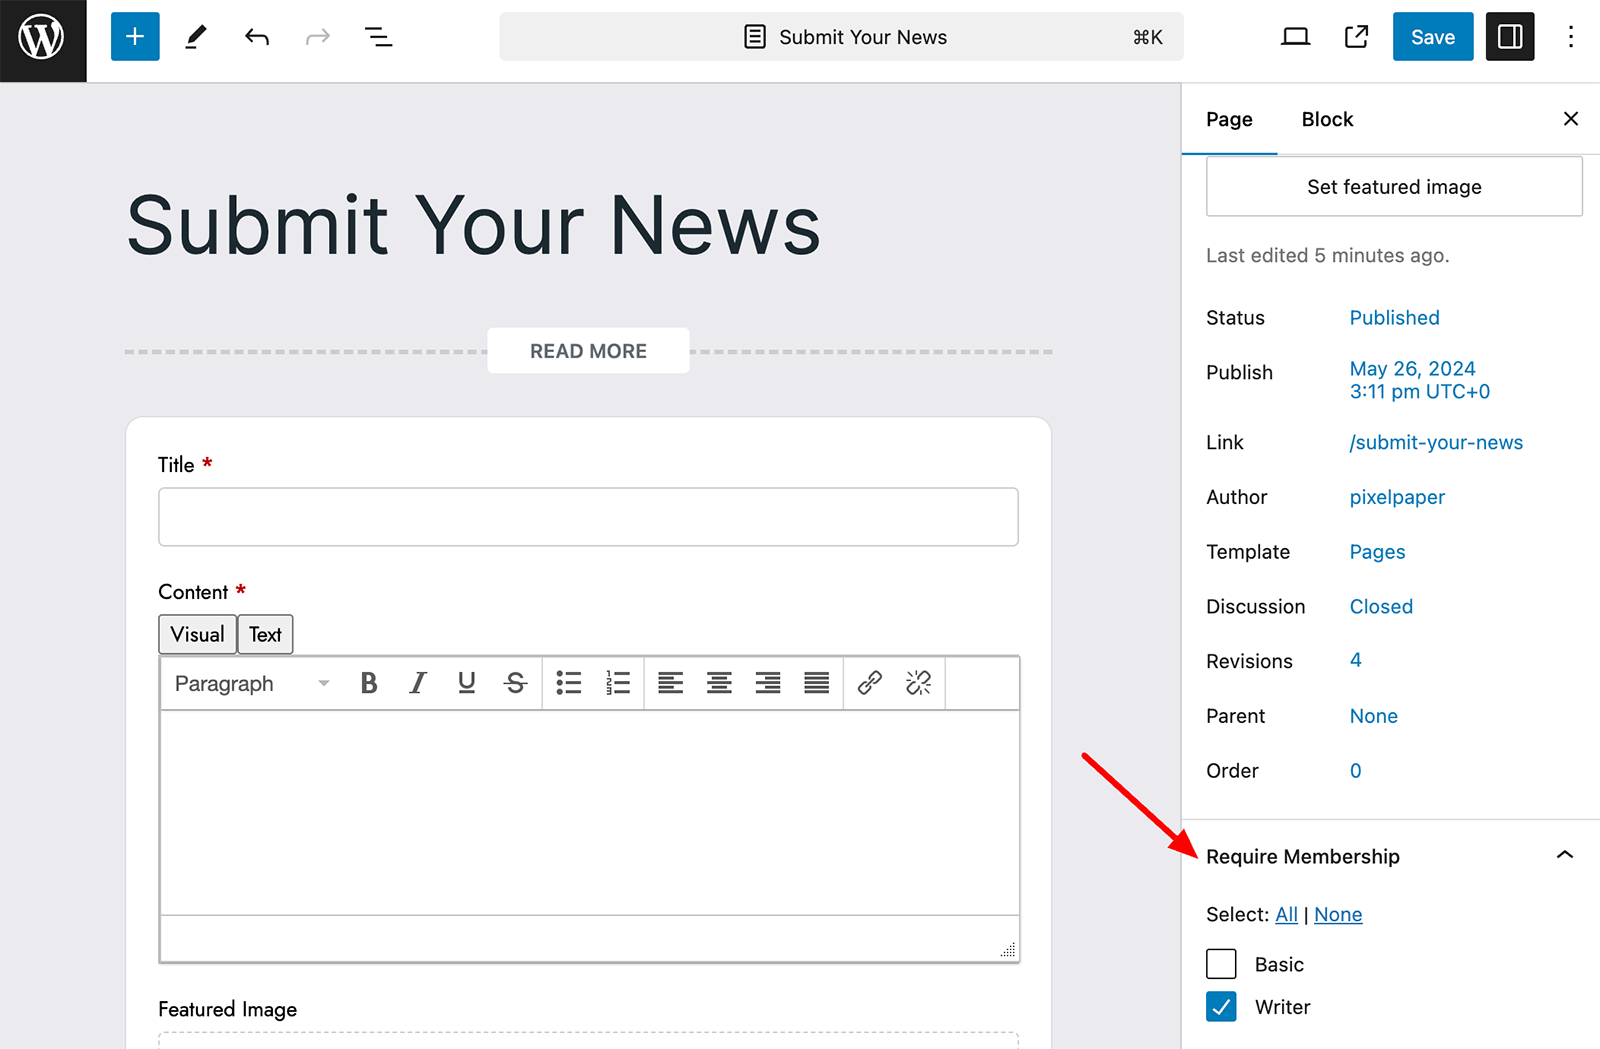 Submit Your News
⌘K
Save
Page
Block
Set featured image
Last edited 5 minutes ago.
Status
Published
Publish
May 26, 2024
3:11 pm UTC+0
Link
/submit-your-news
Author
pixelpaper
Template
Pages
Discussion
Closed
Revisions
4
Parent
None
Order
0
Require Membership
Select: All | None
Basic
Writer
Submit Your News
READ MORE
Title *
Content *
Visual
Text
Paragraph
B I U S
Featured Image